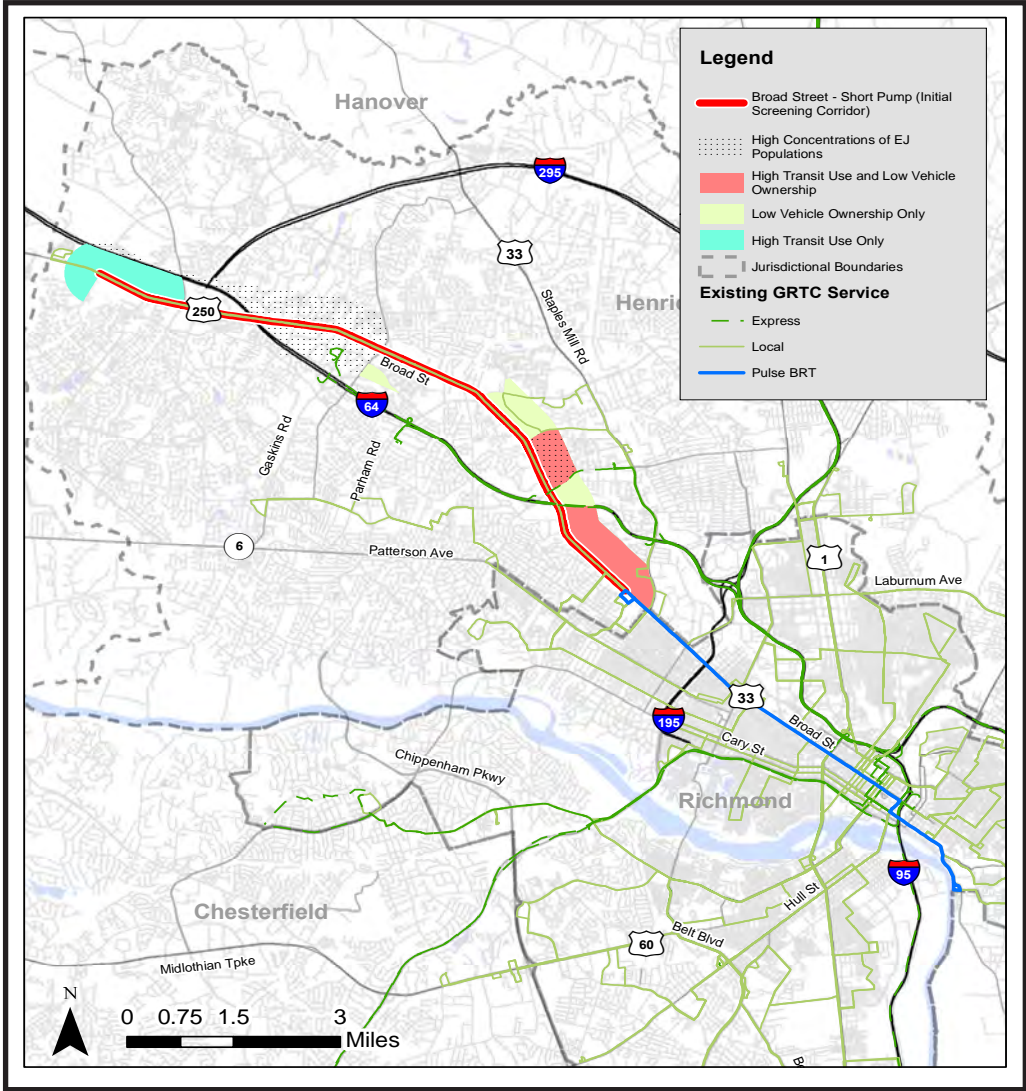 Legend
Broad Street - Short Pump (Initial
Screening Corridor)
High Concentrations of EJ
Populations
High Transit Use and Low Vehicle
Ownership
Low Vehicle Ownership Only
High Transit Use Only
Jurisdictional Boundaries
Existing GRTC Service
Express
Local
Pulse BRT
Hanover
295
33
250
Staples Mill Rd
Broad St
64
Gaskins Rd
Parham Rd
6
Patterson Ave
1
Laburnum Ave
33
195
Broad St
Cary St
Chippenham Pkwy
Richmond
95
Hull St
Chesterfield
Belt Blvd
60
Midlothian Tpke
N
0 0.75 1.5 3
Miles